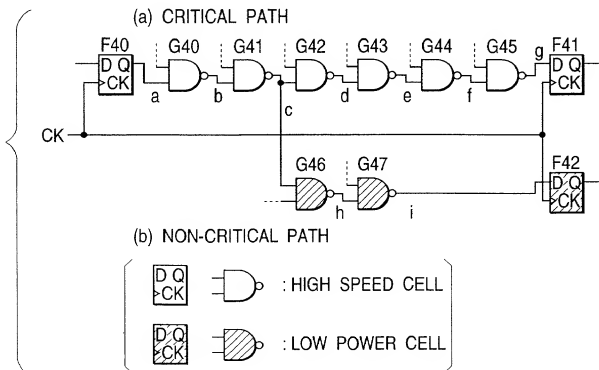 (a) CRITICAL PATH
F40 G40 G41 G42 G43 G44 G45 g F41
D Q
CK
D Q
CK
a b c d e f
CK
G46 G47 F42
D Q
CK
h i
(b) NON-CRITICAL PATH
D Q
CK
: HIGH SPEED CELL
D Q
CK
: LOW POWER CELL